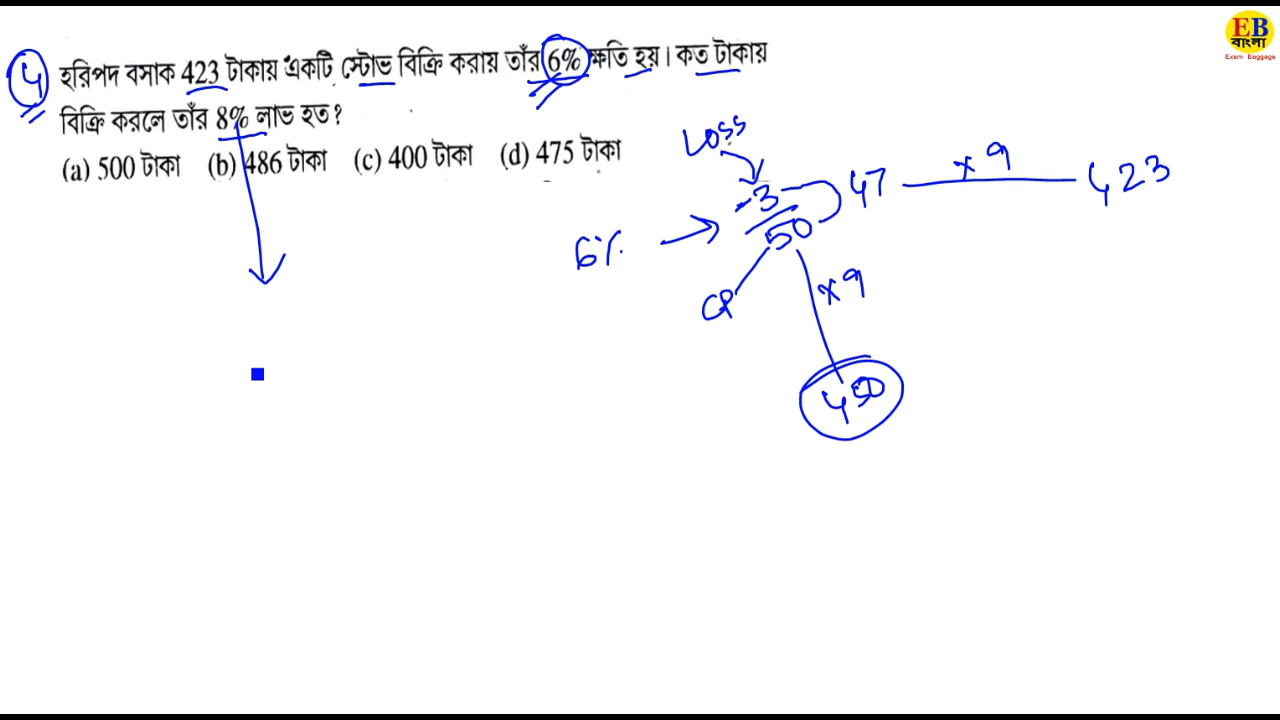 EB
বাংলা
Exam Baggage
4
হরিপদ বসাক 423 টাকায় একটি স্টোভ বিক্রি করায় তাঁর 6% ক্ষতি হয়। কত টাকায়
বিক্রি করলে তাঁর 8% লাভ হত?
(a) 500 টাকা (b) 486 টাকা (c) 400 টাকা (d) 475 টাকা
Loss
6% → -3/50 47 ×9 423
CP ×9
450